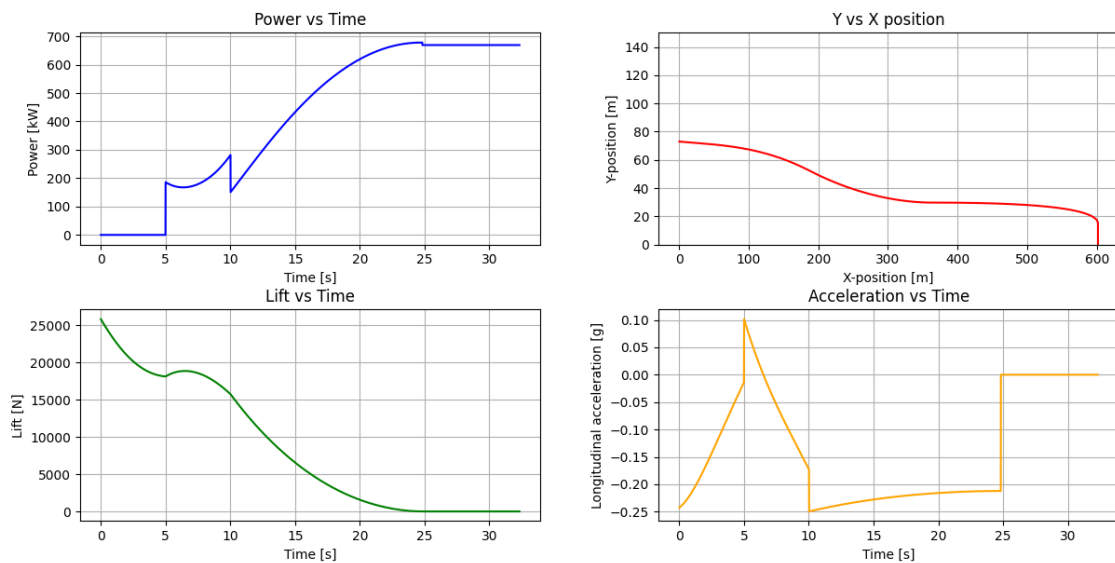 Power vs Time
700
600
500
400
300
200
100
0
Power [kW]
0 5 10 15 20 25 30
Time [s]
Y vs X position
140
120
100
80
60
40
20
0
Y-position [m]
0 100 200 300 400 500 600
X-position [m]
Lift vs Time
25000
20000
15000
10000
5000
0
Lift [N]
0 5 10 15 20 25 30
Time [s]
Acceleration vs Time
0.10
0.05
0.00
−0.05
−0.10
−0.15
−0.20
−0.25
Longitudinal acceleration [g]
0 5 10 15 20 25 30
Time [s]